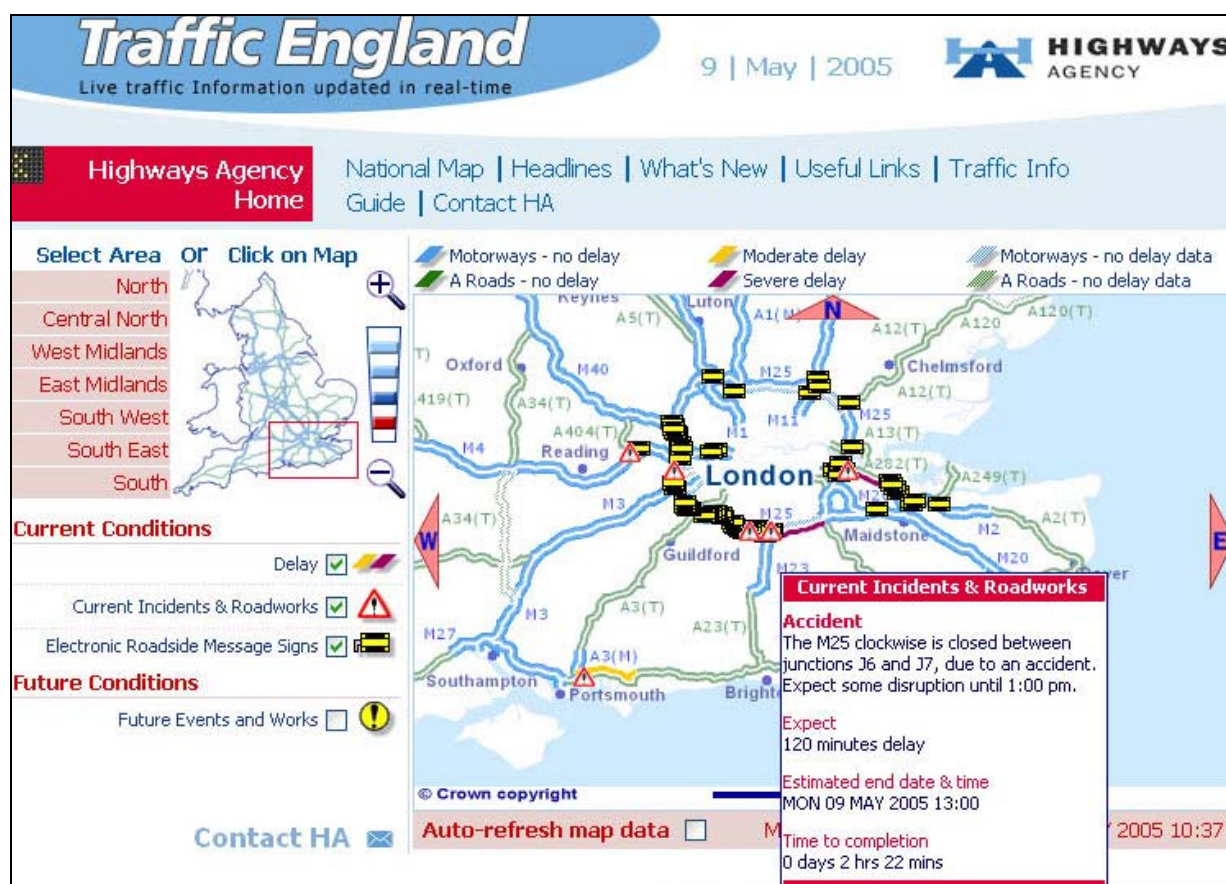 Traffic England
Live traffic Information updated in real-time
9 | May | 2005
HIGHWAYS
AGENCY
Highways Agency
Home
National Map | Headlines | What's New | Useful Links | Traffic Info
Guide | Contact HA
Select Area or Click on Map
North
Central North
West Midlands
East Midlands
South West
South East
South
Motorways - no delay
Moderate delay
Motorways - no delay data
A Roads - no delay
Severe delay
A Roads - no delay data
Keynes
Luton
A5(T)
N
A12(T)
A120
A120(T)
Oxford
M40
M25
Chelmsford
A34(T)
A12(T)
419(T)
M1
M11
M25
A404(T)
A13(T)
M4
Reading
London
A282(T)
A249(T)
M3
M25
A34(T)
W
Guildford
Maidstone
M2
A2(T)
E
M20
M23
M3
A3(T)
A23(T)
M27
A3(M)
Southampton
Portsmouth
Current Conditions
Delay
Current Incidents & Roadworks
Electronic Roadside Message Signs
Future Conditions
Future Events and Works
Contact HA
Current Incidents & Roadworks
Accident
The M25 clockwise is closed between
junctions J6 and J7, due to an accident.
Expect some disruption until 1:00 pm.
Expect
120 minutes delay
Estimated end date & time
MON 09 MAY 2005 13:00
Time to completion
0 days 2 hrs 22 mins
© Crown copyright
Auto-refresh map data
2005 10:37